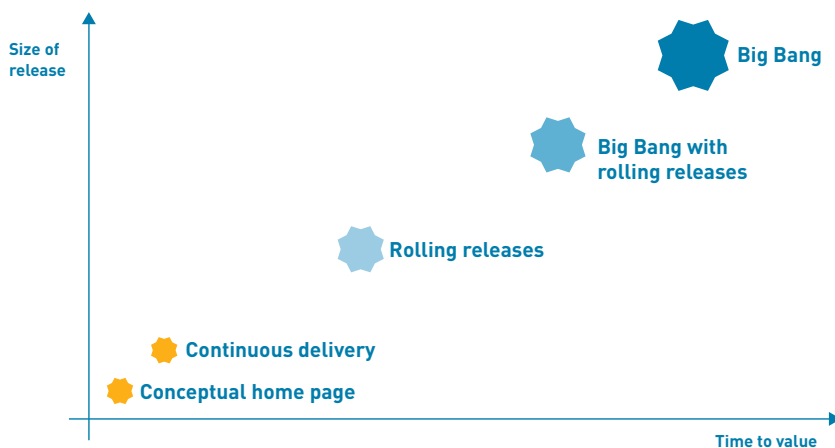 Size of
release
Big Bang
Big Bang with
rolling releases
Rolling releases
Continuous delivery
Conceptual home page
Time to value